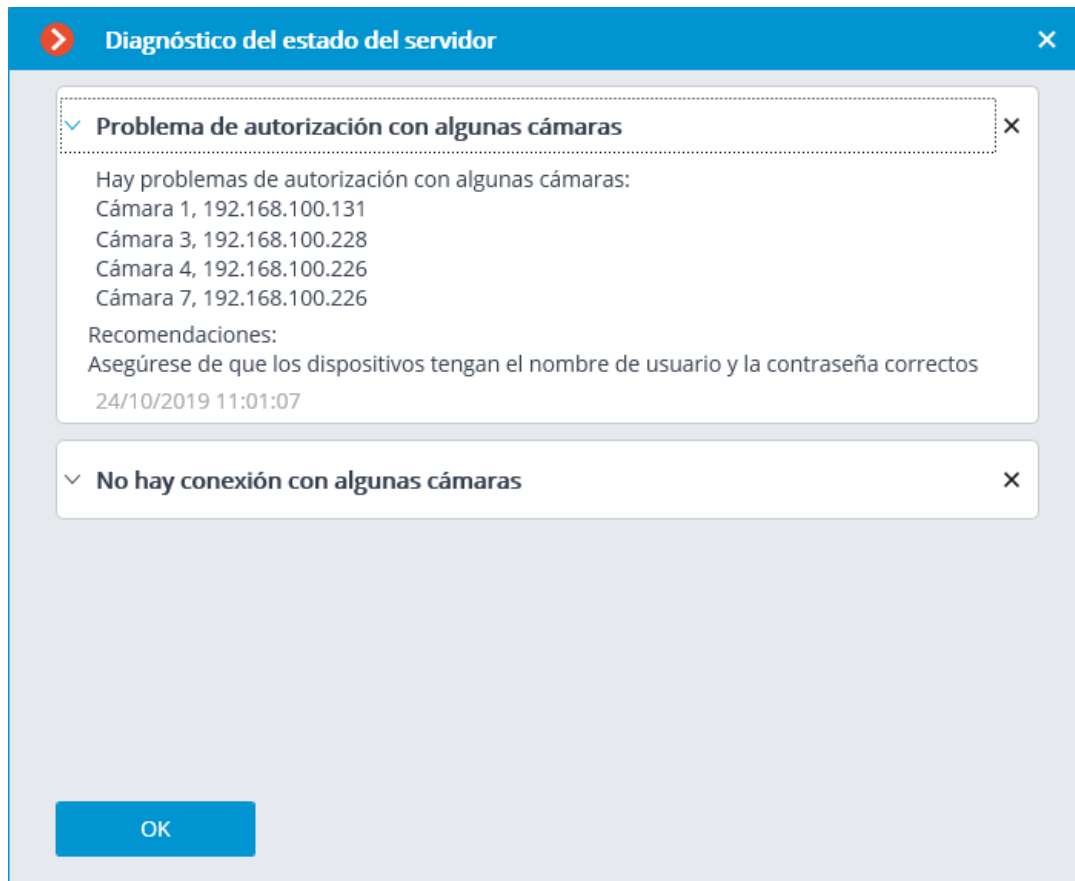 Diagnóstico del estado del servidor
Problema de autorización con algunas cámaras
Hay problemas de autorización con algunas cámaras:
Cámara 1, 192.168.100.131
Cámara 3, 192.168.100.228
Cámara 4, 192.168.100.226
Cámara 7, 192.168.100.226
Recomendaciones:
Asegúrese de que los dispositivos tengan el nombre de usuario y la contraseña correctos
24/10/2019 11:01:07
No hay conexión con algunas cámaras
OK